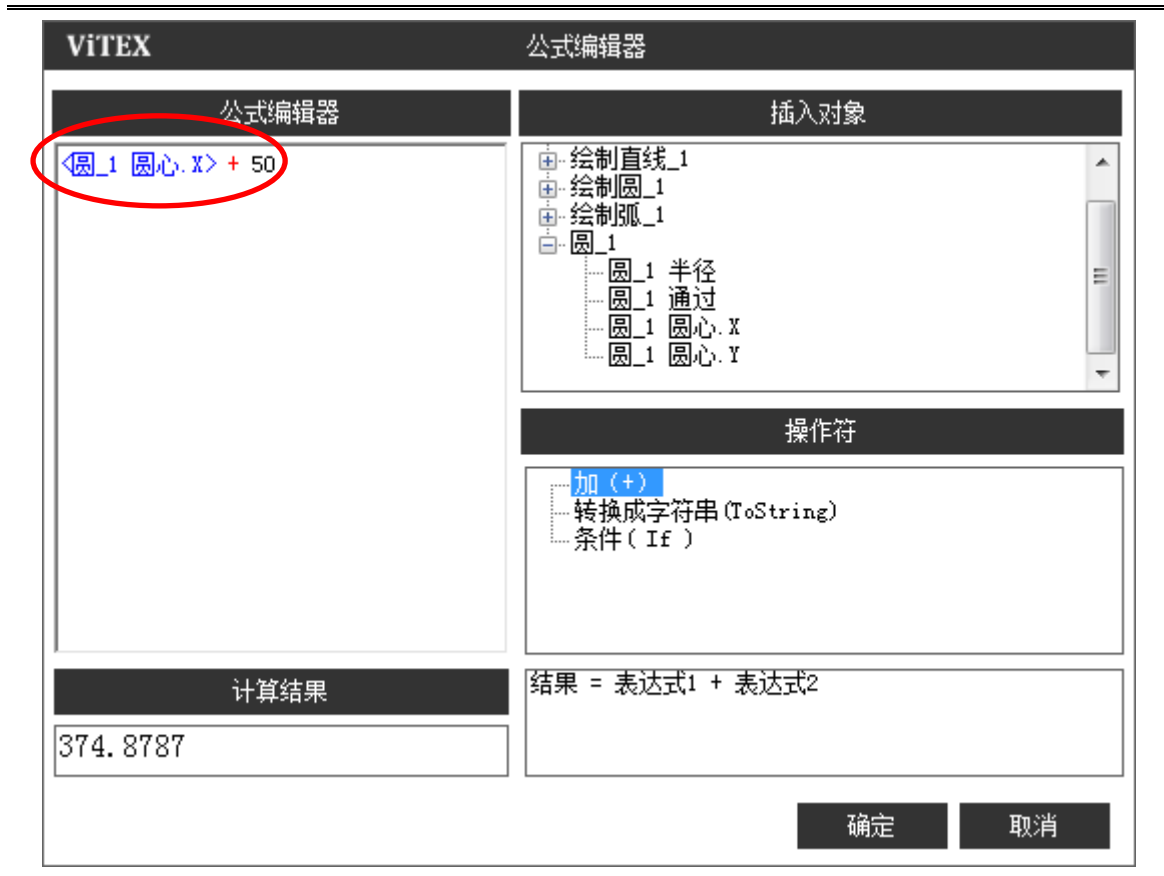 ViTEX
公式编辑器
公式编辑器
<圆_1 圆心.X> + 50
插入对象
绘制直线_1
绘制圆_1
绘制弧_1
圆_1
圆_1 半径
圆_1 通过
圆_1 圆心.X
圆_1 圆心.Y
操作符
加（+）
转换成字符串(ToString)
条件( If )
计算结果
374.8787
结果 = 表达式1 + 表达式2
确定
取消